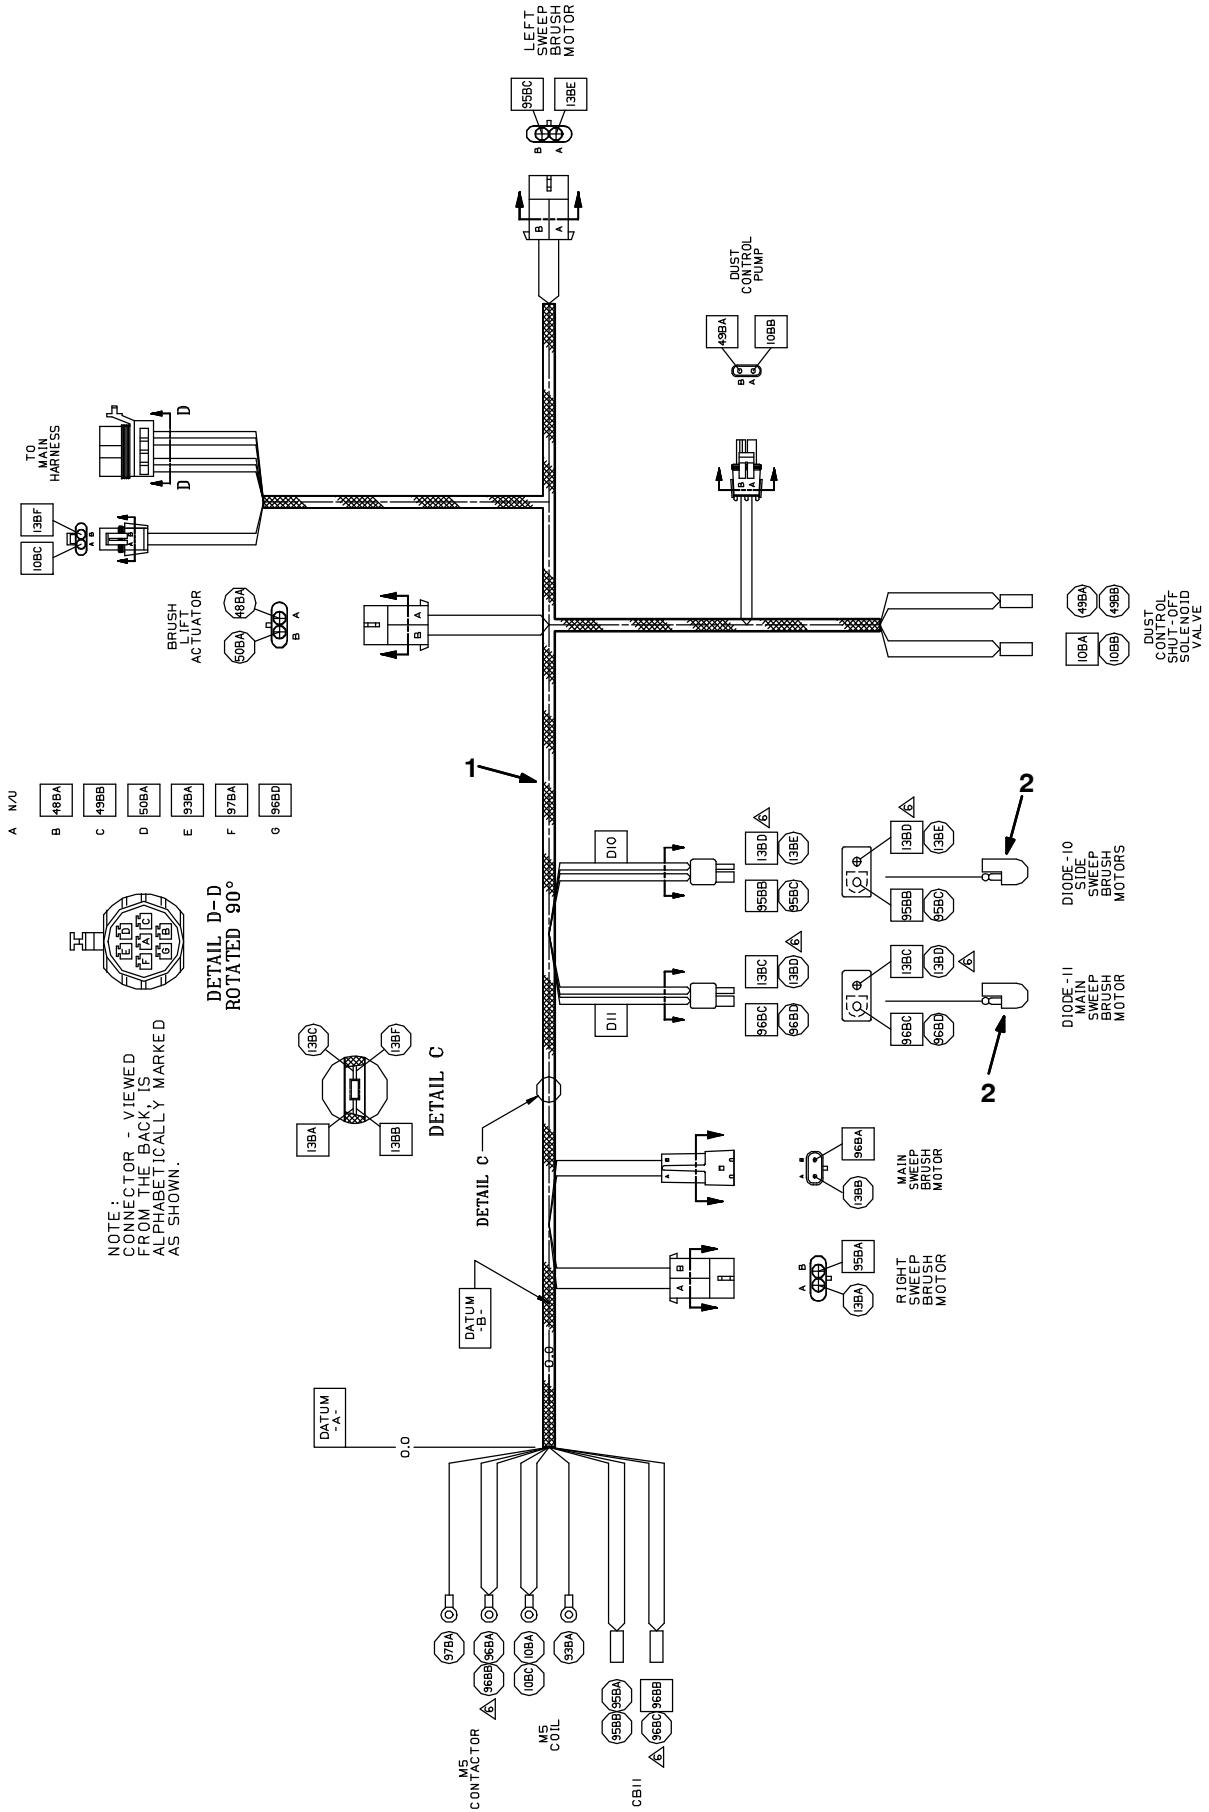 LEFT
SWEEP
BRUSH
MOTOR
95BC
13BE
B
A
B
A
DUST
CONTROL
PUMP
49BA
10BB
B
A
B
A
TO
MAIN
HARNESS
13BF
10BC
B
A
B
A
D
D
BRUSH
LIFT
ACTUATOR
48BA
50BA
A
B
A
B
49BA
49BB
10BA
10BB
DUST
CONTROL
SHUT-OFF
SOLENOID
VALVE
A N/U
B 48BA
C 49BB
D 50BA
E 93BA
F 97BA
G 96BD
D
C
E
A
B
F
G
DETAIL D-D
ROTATED 90°
NOTE:
CONNECTOR - VIEWED
FROM THE BACK, IS
ALPHABETICALLY MARKED
AS SHOWN.
1
D10
13BD
6
13BE
95BB
95BC
13BD
6
13BE
95BB
95BC
2
DIODE-10
SIDE
SWEEP
BRUSH
MOTORS
D11
13BC
6
13BD
96BC
96BD
13BC
13BD
6
96BC
96BD
2
DIODE-11
MAIN
SWEEP
BRUSH
MOTOR
13BC
13BF
13BA
13BB
DETAIL C
DETAIL C
B
A
B
A
96BA
13BB
MAIN
SWEEP
BRUSH
MOTOR
B
A
B
A
95BA
13BA
RIGHT
SWEEP
BRUSH
MOTOR
DATUM
-B-
0.0
DATUM
-A-
0.0
97BA
96BB 96BA
6
10BC 10BA
93BA
95BB 95BA
96BC 96BB
6
M5
CONTACTOR
M5
COIL
CB11